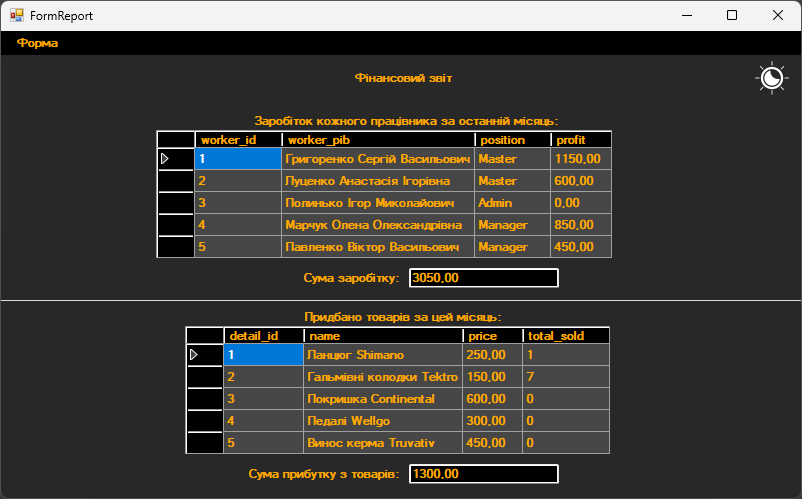 FormReport
Форма
Фінансовий звіт
Заробіток кожного працівника за останній місяць:
worker_id worker_pib position profit
1 Григоренко Сергій Васильович Master 1150,00
2 Луценко Анастасія Ігорівна Master 600,00
3 Полинько Ігор Миколайович Admin 0,00
4 Марчук Олена Олександрівна Manager 850,00
5 Павленко Віктор Васильович Manager 450,00
Сума заробітку: 3050,00
Придбано товарів за цей місяць:
detail_id name price total_sold
1 Ланцюг Shimano 250,00 1
2 Гальмівні колодки Tektro 150,00 7
3 Покришка Continental 600,00 0
4 Педалі Wellgo 300,00 0
5 Винос керма Truvativ 450,00 0
Сума прибутку з товарів: 1300,00